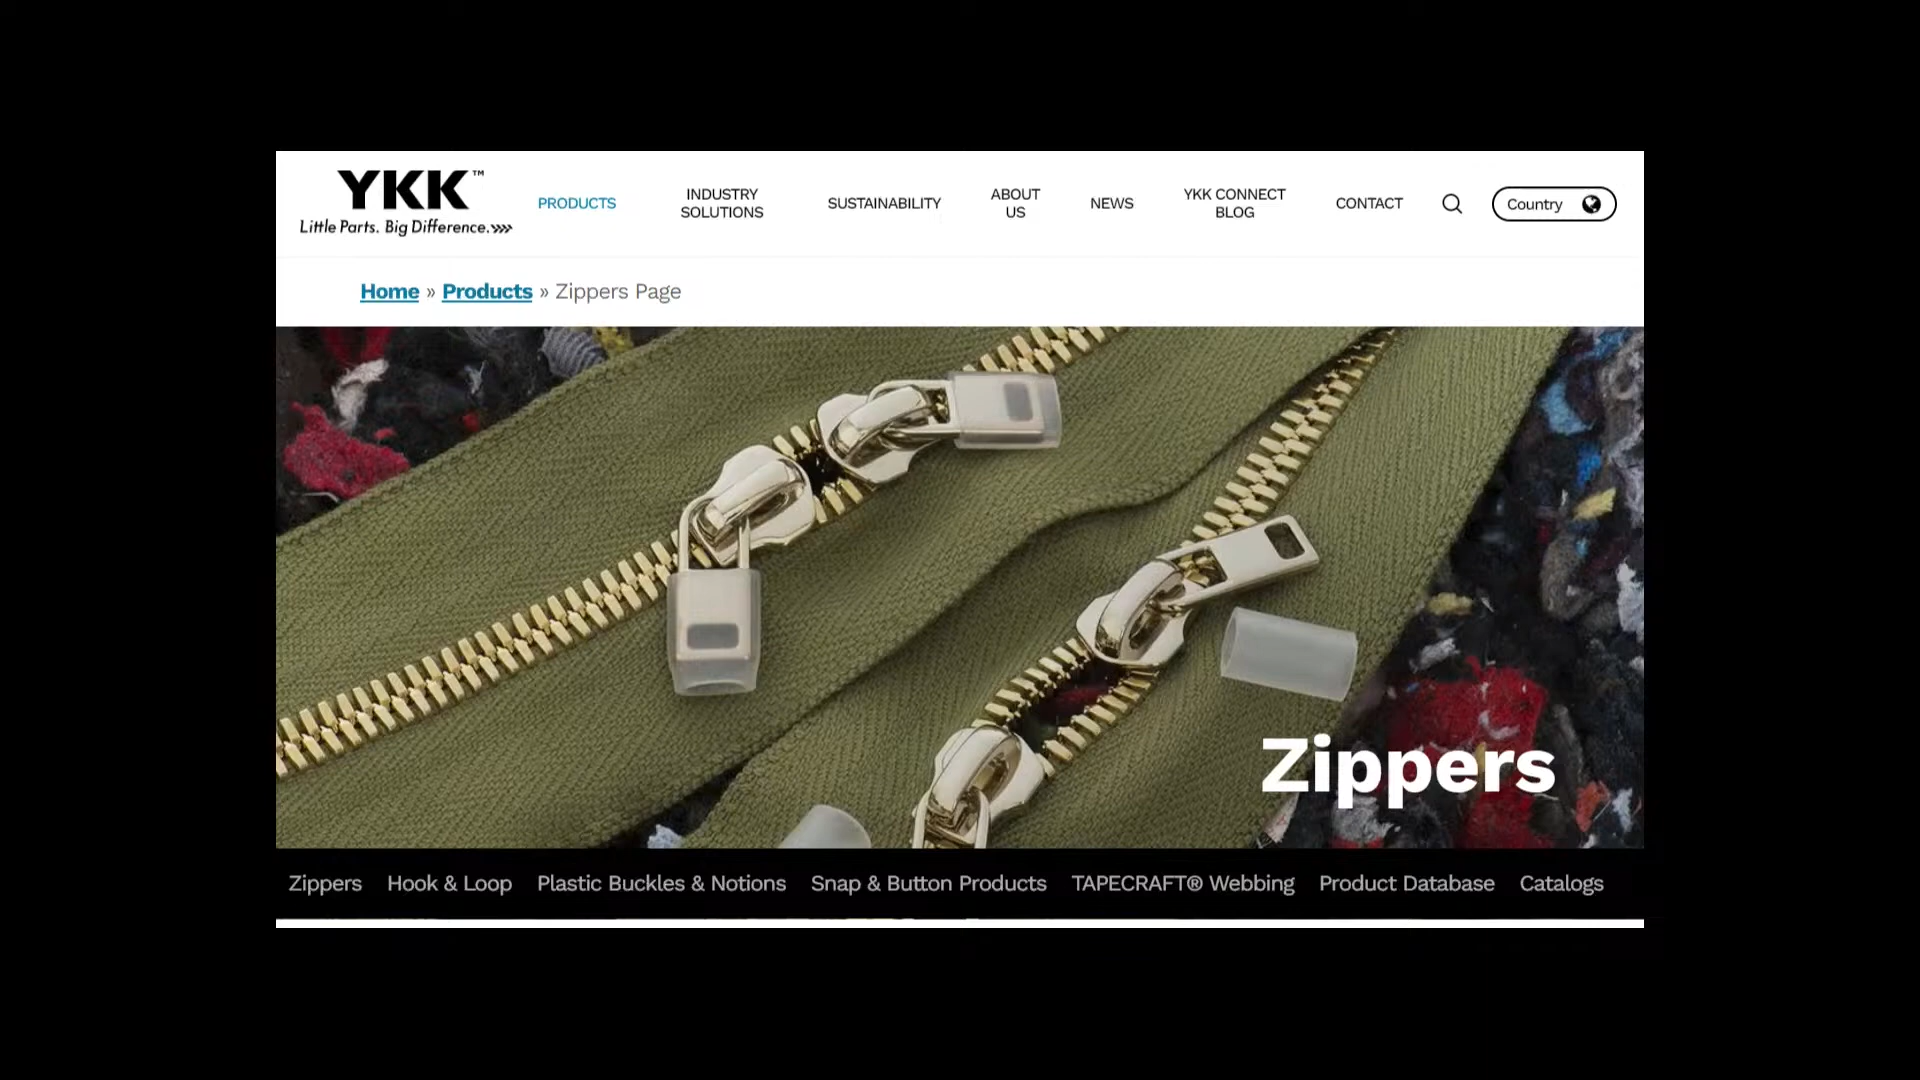 YKK™
Little Parts. Big Difference.
PRODUCTS
INDUSTRY
SOLUTIONS
SUSTAINABILITY
ABOUT
US
NEWS
YKK CONNECT
BLOG
CONTACT
Country
Home » Products » Zippers Page
Zippers
Zippers Hook & Loop Plastic Buckles & Notions Snap & Button Products TAPECRAFT® Webbing Product Database Catalogs